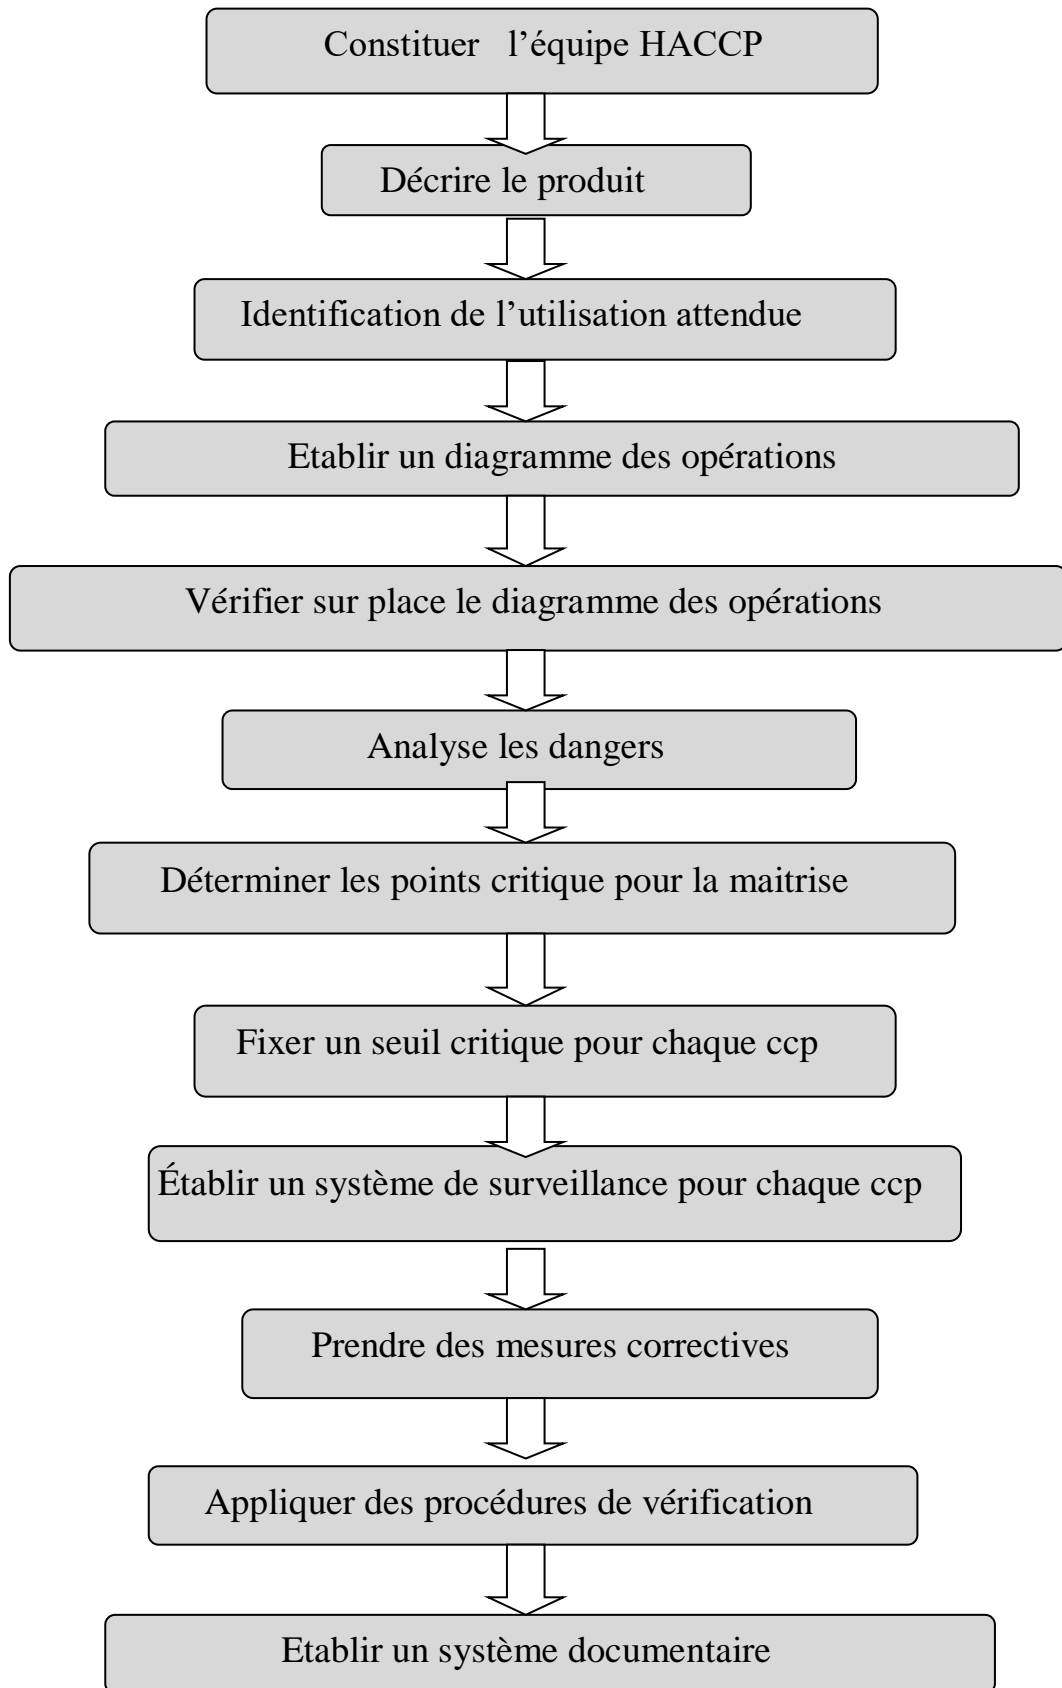 Constituer l’équipe HACCP
Décrire le produit
Identification de l’utilisation attendue
Etablir un diagramme des opérations
Vérifier sur place le diagramme des opérations
Analyse les dangers
Déterminer les points critique pour la maitrise
Fixer un seuil critique pour chaque ccp
Établir un système de surveillance pour chaque ccp
Prendre des mesures correctives
Appliquer des procédures de vérification
Etablir un système documentaire